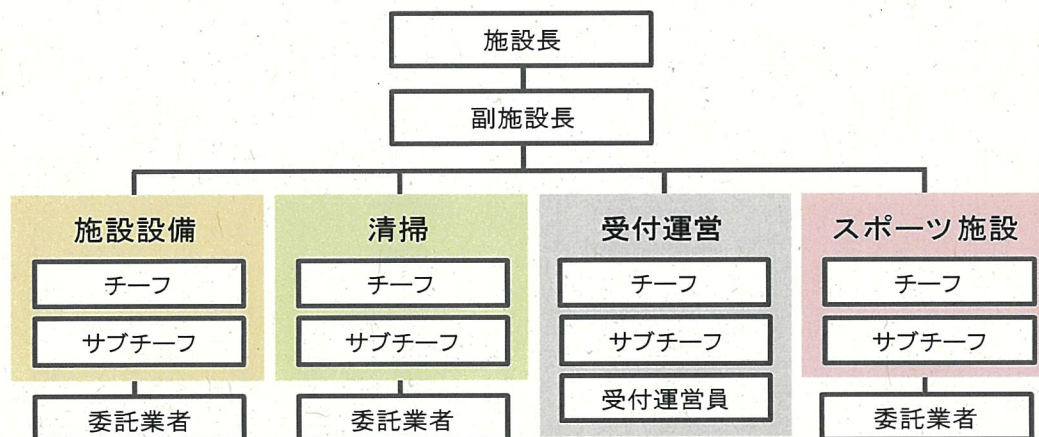 施設長
副施設長
施設設備
チーフ
サブチーフ
委託業者
清掃
チーフ
サブチーフ
委託業者
受付運営
チーフ
サブチーフ
受付運営員
スポーツ施設
チーフ
サブチーフ
委託業者